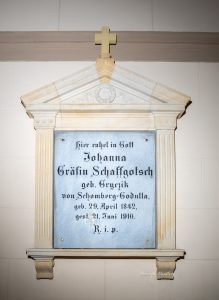 Hier ruhet in Gott
Johanna
Gräfin Schaffgotsch
geb. Gryczik
von Schomberg-Godulla.
geb. 29. April 1842,
gest. 21. Juni 1910.
R. i. p.